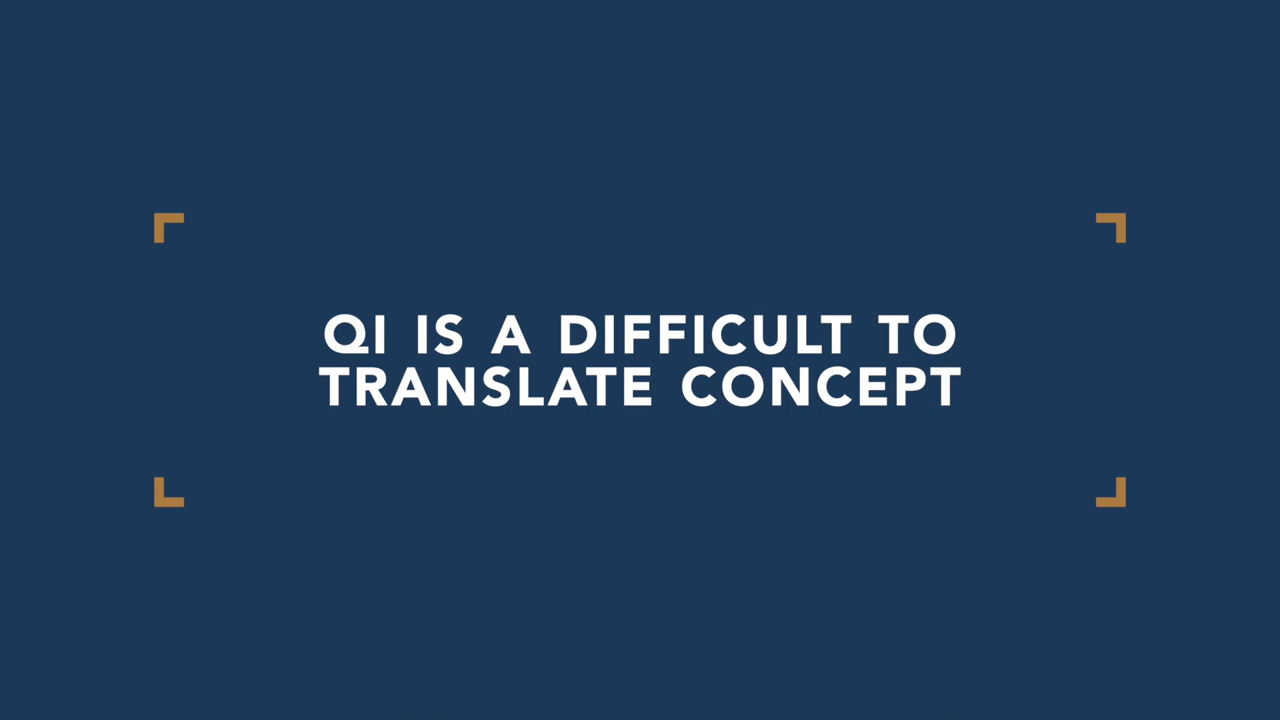 QI IS A DIFFICULT TO
TRANSLATE CONCEPT